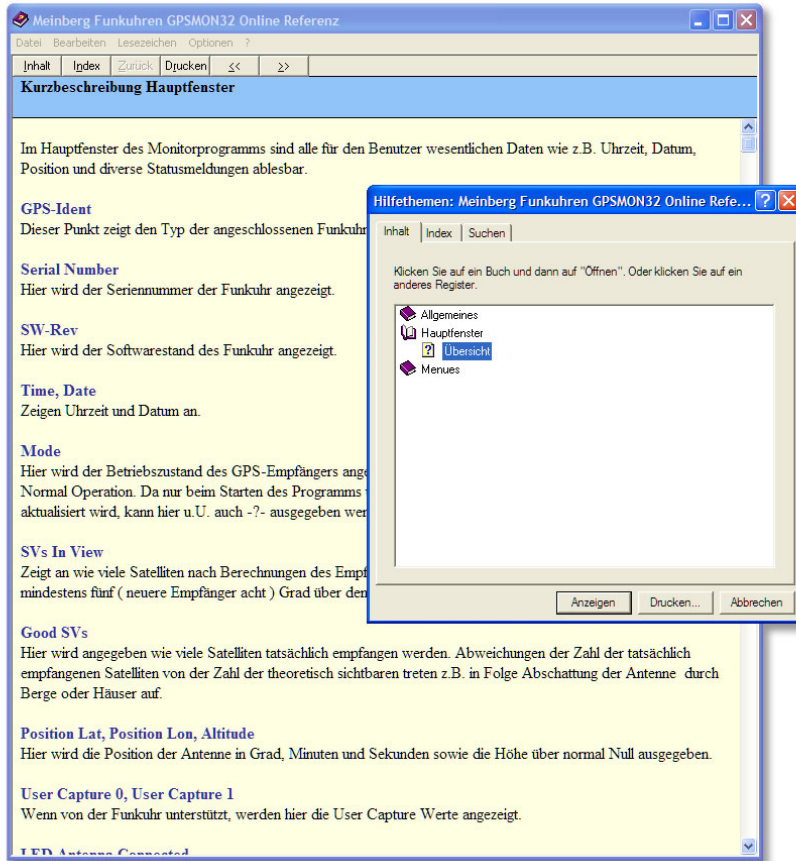 Meinberg Funkuhren GPSMON32 Online Referenz
Datei Bearbeiten Lesezeichen Optionen ?
Inhalt Index Zurück Drucken << >>
Kurzbeschreibung Hauptfenster
Im Hauptfenster des Monitorprogramms sind alle für den Benutzer wesentlichen Daten wie z.B. Uhrzeit, Datum,
Position und diverse Statusmeldungen ablesbar.
GPS-Ident
Dieser Punkt zeigt den Typ der angeschlossenen Funkuhr
Serial Number
Hier wird der Seriennummer der Funkuhr angezeigt.
SW-Rev
Hier wird der Softwarestand des Funkuhr angezeigt.
Time, Date
Zeigen Uhrzeit und Datum an.
Mode
Hier wird der Betriebszustand des GPS-Empfängers
Normal Operation. Da nur beim Starten des Programms
aktualisiert wird, kann hier u.U. auch -?- ausgegeben
SVs In View
Zeigt an wie viele Satelliten nach Berechnungen des
mindestens fünf ( neuere Empfänger acht ) Grad über
Good SVs
Hier wird angegeben wie viele Satelliten tatsächlich empfangen werden. Abweichungen der Zahl der tatsächlich
empfangenen Satelliten von der Zahl der theoretisch sichtbaren treten z.B. in Folge Abschattung der Antenne durch
Berge oder Häuser auf.
Position Lat, Position Lon, Altitude
Hier wird die Position der Antenne in Grad, Minuten und Sekunden sowie die Höhe über normal Null ausgegeben.
User Capture 0, User Capture 1
Wenn von der Funkuhr unterstützt, werden hier die User Capture Werte angezeigt.
LED Antenna Connected
Hilfethemen: Meinberg Funkuhren GPSMON32 Online Refe... ?
Inhalt Index Suchen
Klicken Sie auf ein Buch und dann auf "Öffnen". Oder klicken Sie auf ein
anderes Register.
Allgemeines
Hauptfenster
? Übersicht
Menues
Anzeigen Drucken... Abbrechen